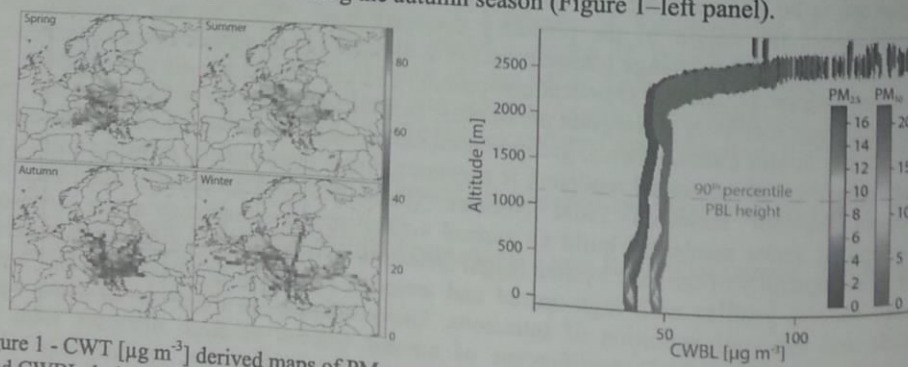 the autumn season (Figure 1–left panel).
Spring
Summer
Autumn
Winter
80
60
40
20
0
2500
2000
1500
1000
500
0
Altitude [m]
90th percentile
PBL height
50
100
CWBL [µg m⁻³]
PM2.5
16
14
12
10
8
6
4
2
0
PM10
20
15
10
5
0
ure 1 - CWT [µg m⁻³] derived maps of PM